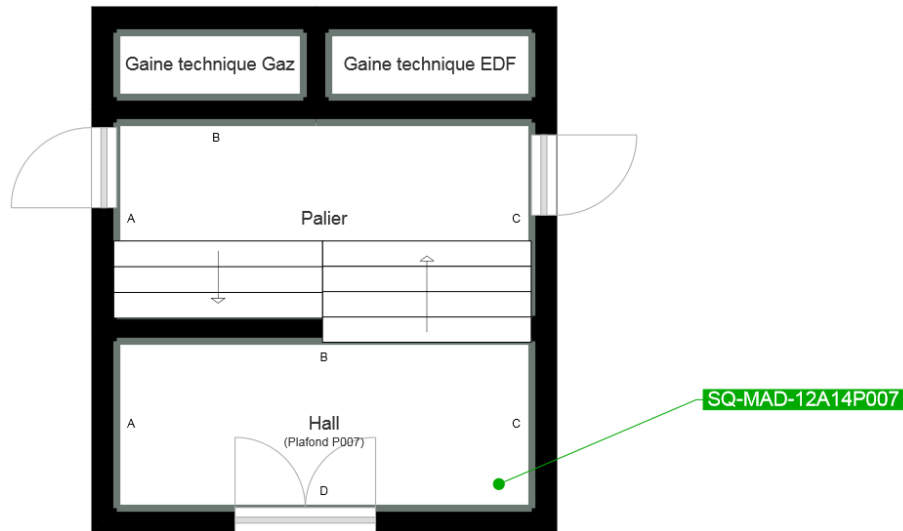 Gaine technique Gaz
Gaine technique EDF
B
A
Palier
C
B
A
Hall
C
(Plafond P007)
D
SQ-MAD-12A14P007